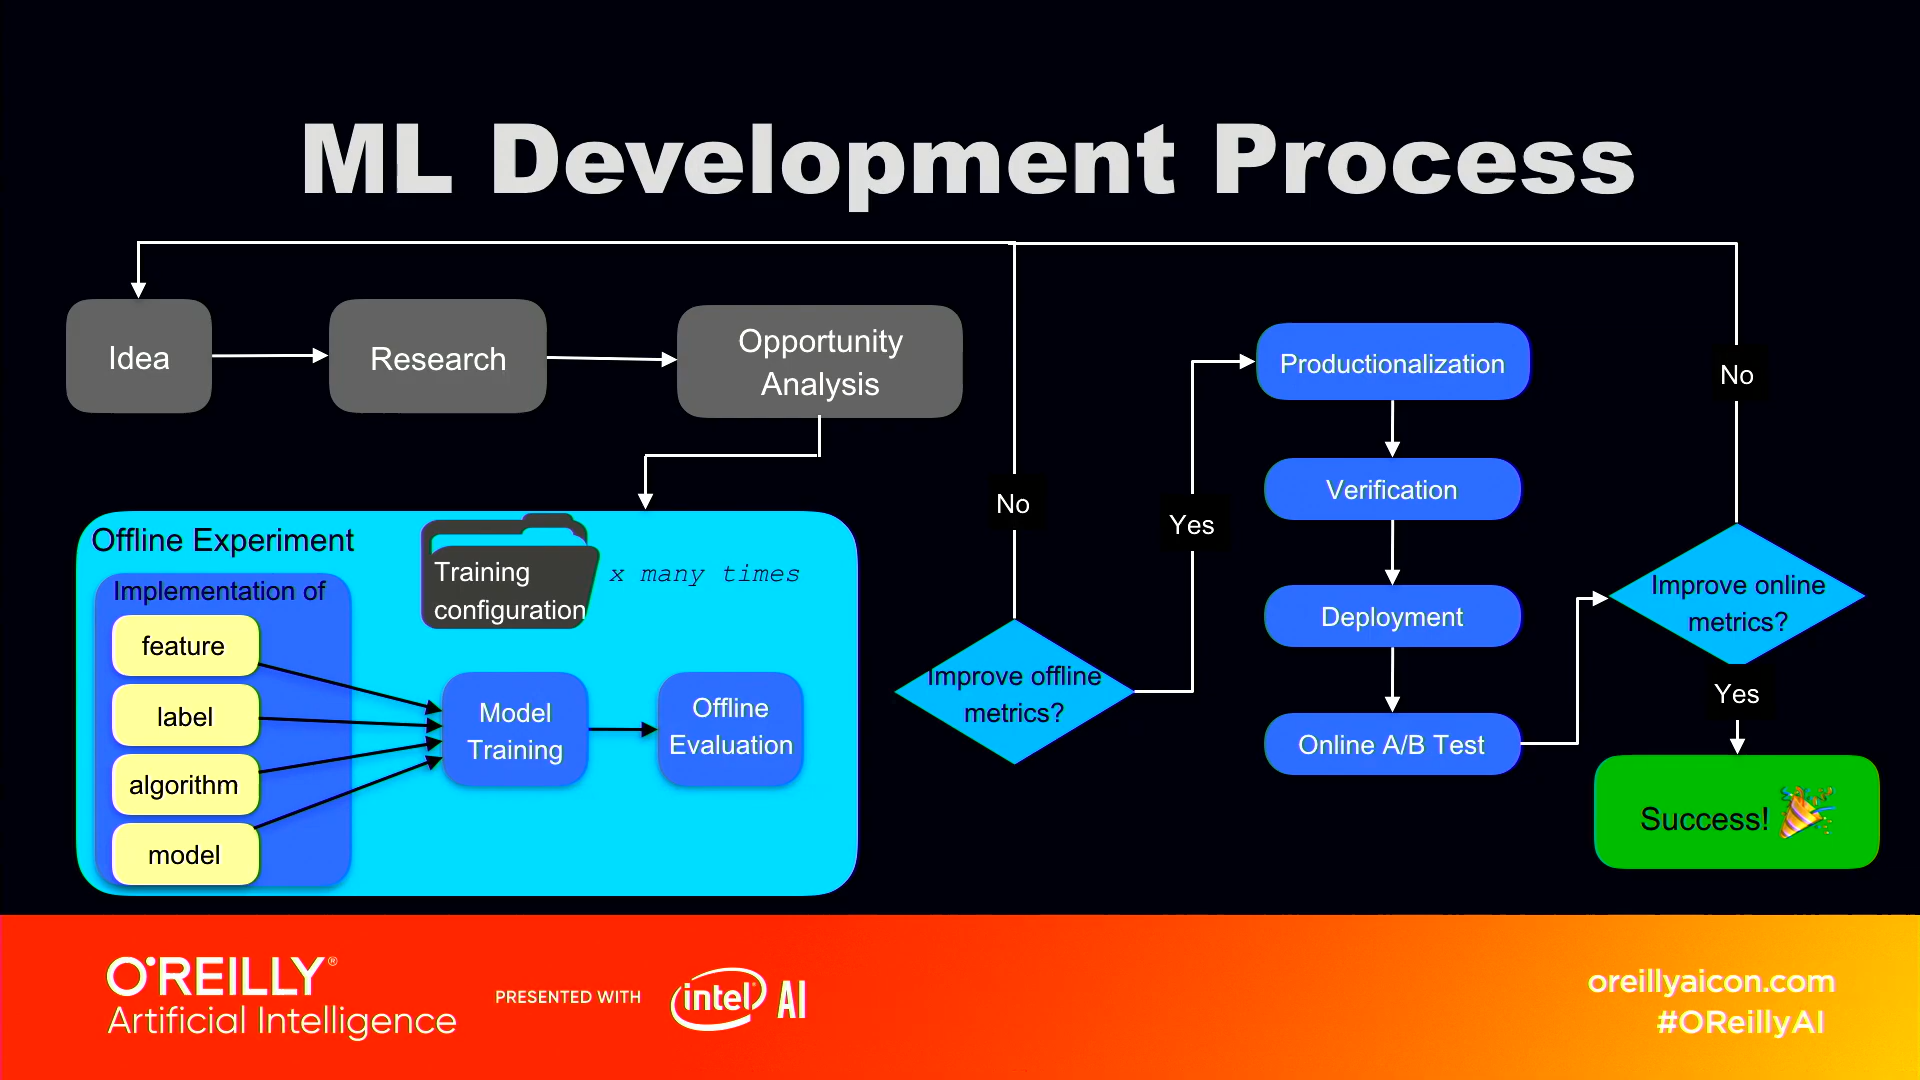 ML Development Process
Idea
Research
Opportunity
Analysis
Offline Experiment
Implementation of
feature
label
algorithm
model
Training
configuration
x many times
Model
Training
Offline
Evaluation
No
Improve offline
metrics?
Yes
Productionalization
Verification
Deployment
Online A/B Test
No
Improve online
metrics?
Yes
Success!
O'REILLY®
Artificial Intelligence
PRESENTED WITH
intel AI
oreillyaicon.com
#OReillyAI